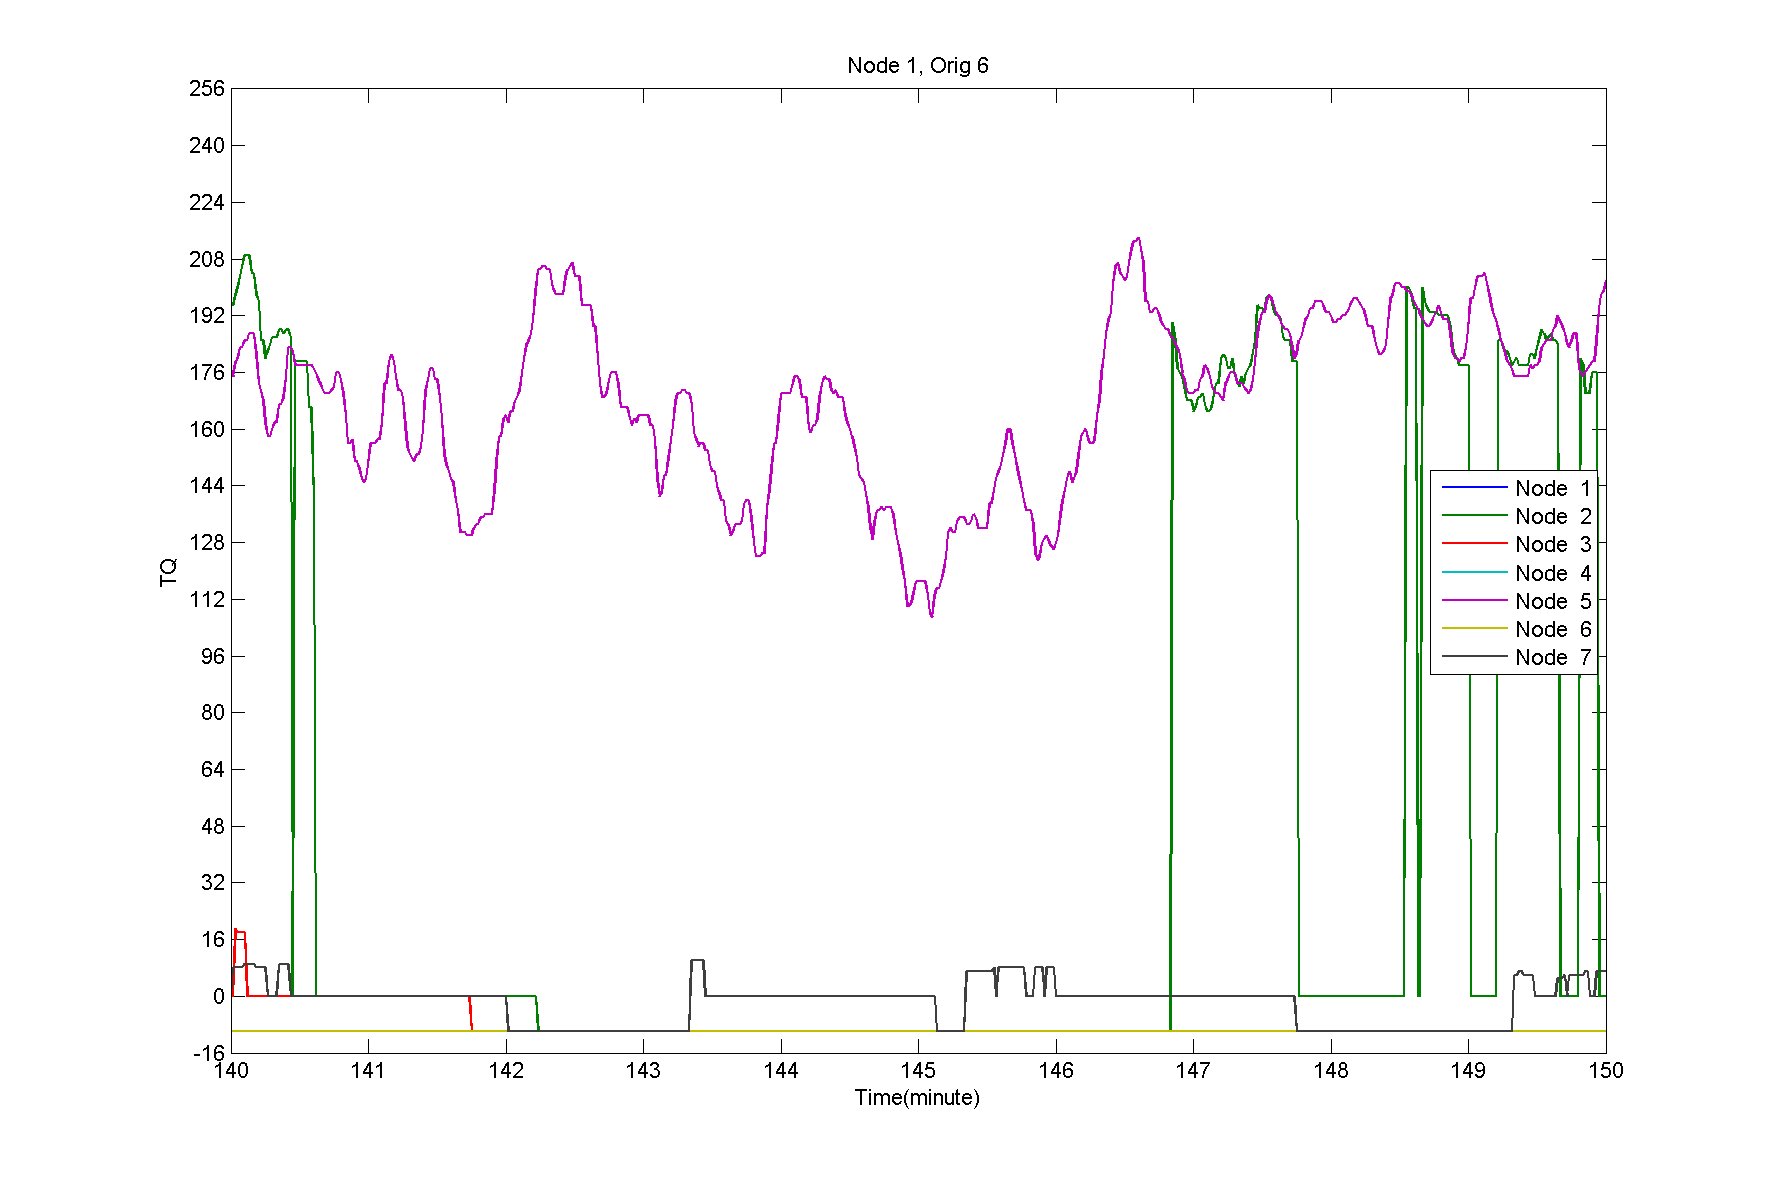 Node 1, Orig 6
256
240
224
208
192
176
160
144
128
112
96
80
64
48
32
16
0
-16
TQ
Node 1
Node 2
Node 3
Node 4
Node 5
Node 6
Node 7
140 141 142 143 144 145 146 147 148 149 150
Time(minute)